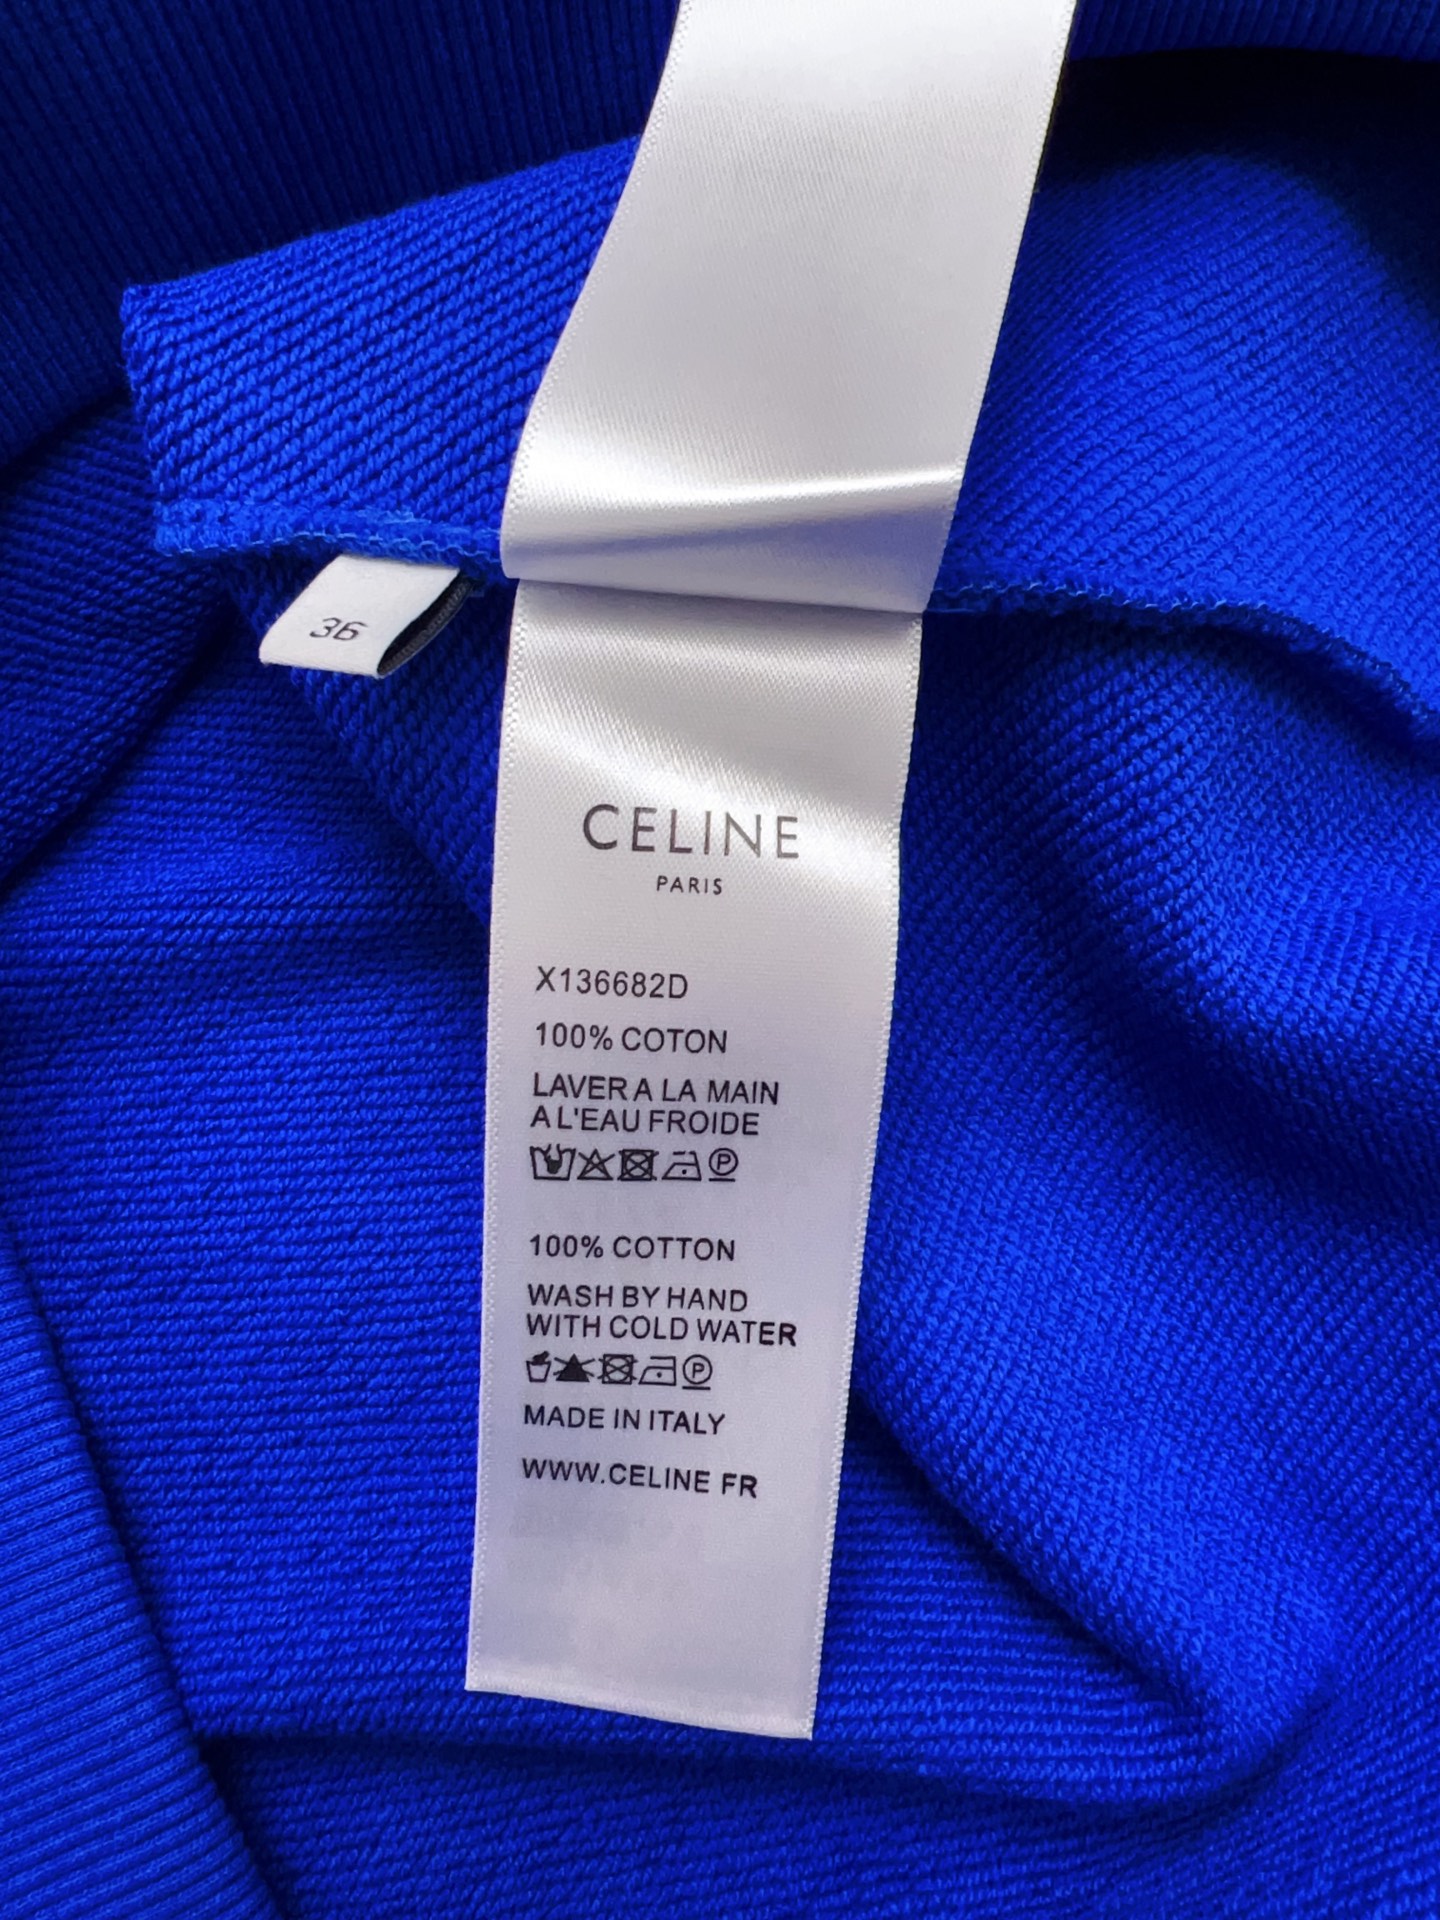 36
CELINE
PARIS
X136682D
100% COTON
LAVER A LA MAIN
A L'EAU FROIDE
100% COTTON
WASH BY HAND
WITH COLD WATER
MADE IN ITALY
WWW.CELINE FR